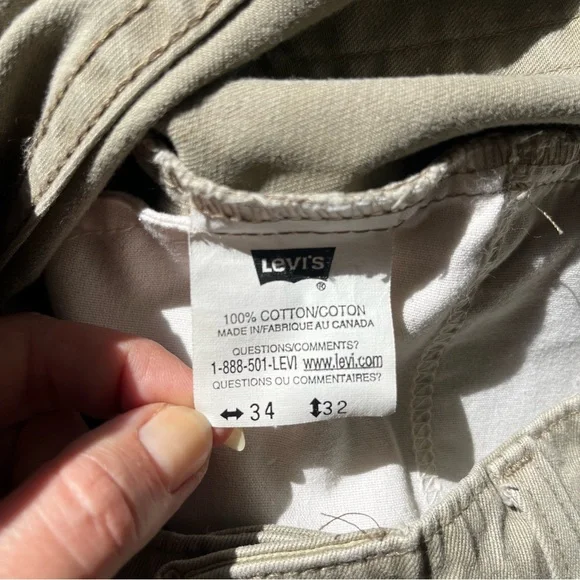 Levi's
®
100% COTTON/COTON
MADE IN/FABRIQUE AU CANADA
QUESTIONS/COMMENTS?
1-888-501-LEVI www.levi.com
QUESTIONS OU COMMENTAIRES?
↔34 ↕32